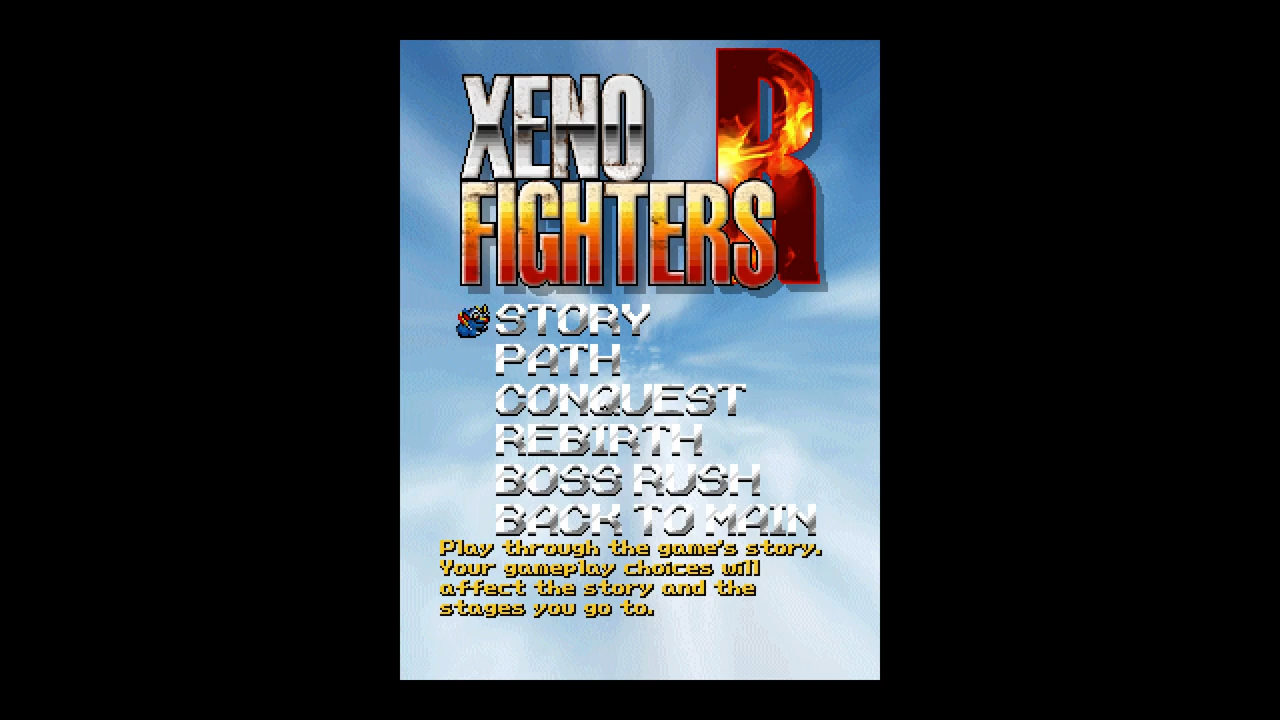 XENO R
FIGHTERS
STORY
PATH
CONQUEST
REBIRTH
BOSS RUSH
BACK TO MAIN
Play through the game's story.
Your gameplay choices will
affect the story and the
stages you go to.